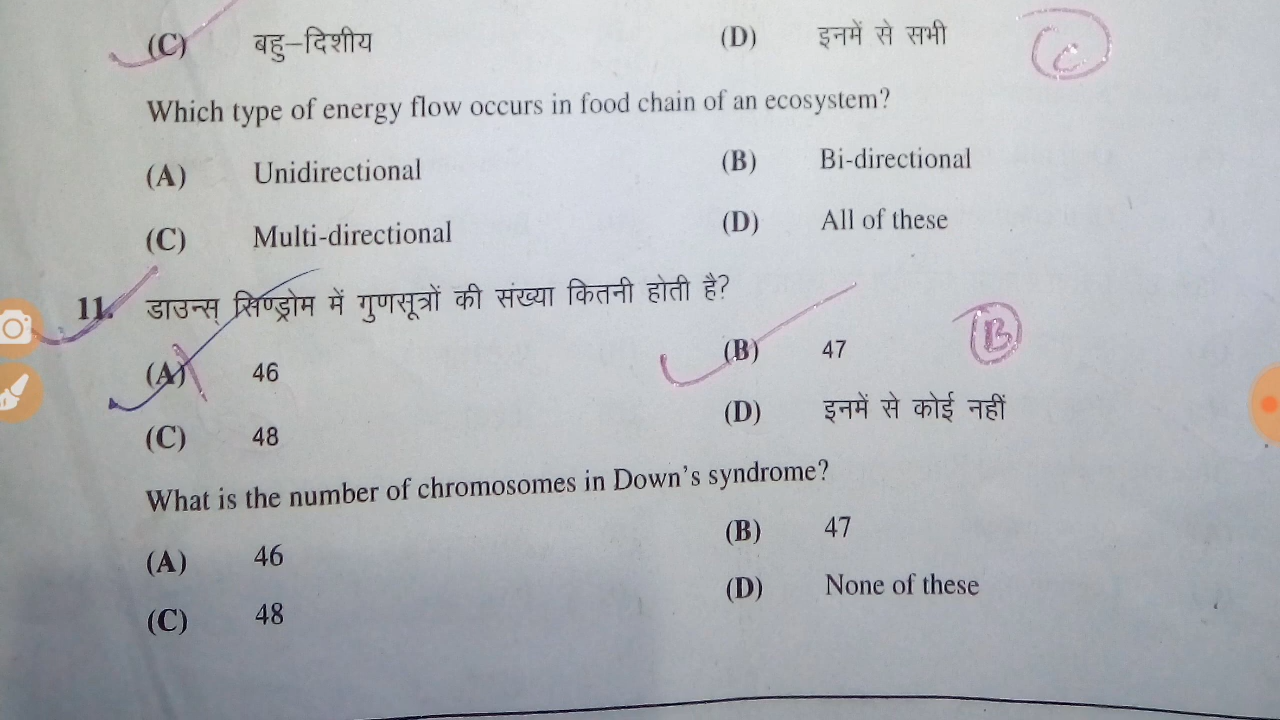 (C) बहु-दिशीय (D) इनमें से सभी C
Which type of energy flow occurs in food chain of an ecosystem?
(A) Unidirectional (B) Bi-directional
(C) Multi-directional (D) All of these
11. डाउन्स् सिण्ड्रोम में गुणसूत्रों की संख्या कितनी होती है?
(A) 46 (B) 47 B
(C) 48 (D) इनमें से कोई नहीं
What is the number of chromosomes in Down's syndrome?
(A) 46 (B) 47
(C) 48 (D) None of these